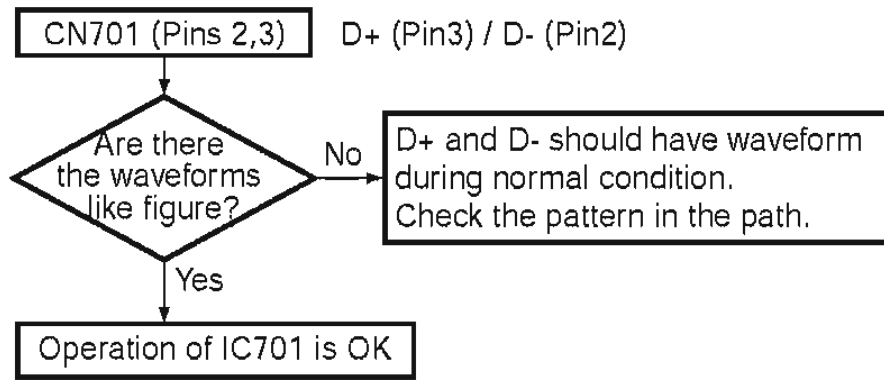 CN701 (Pins 2,3) D+ (Pin3) / D- (Pin2)
Are there
the waveforms
like figure?
No
D+ and D- should have waveform
during normal condition.
Check the pattern in the path.
Yes
Operation of IC701 is OK